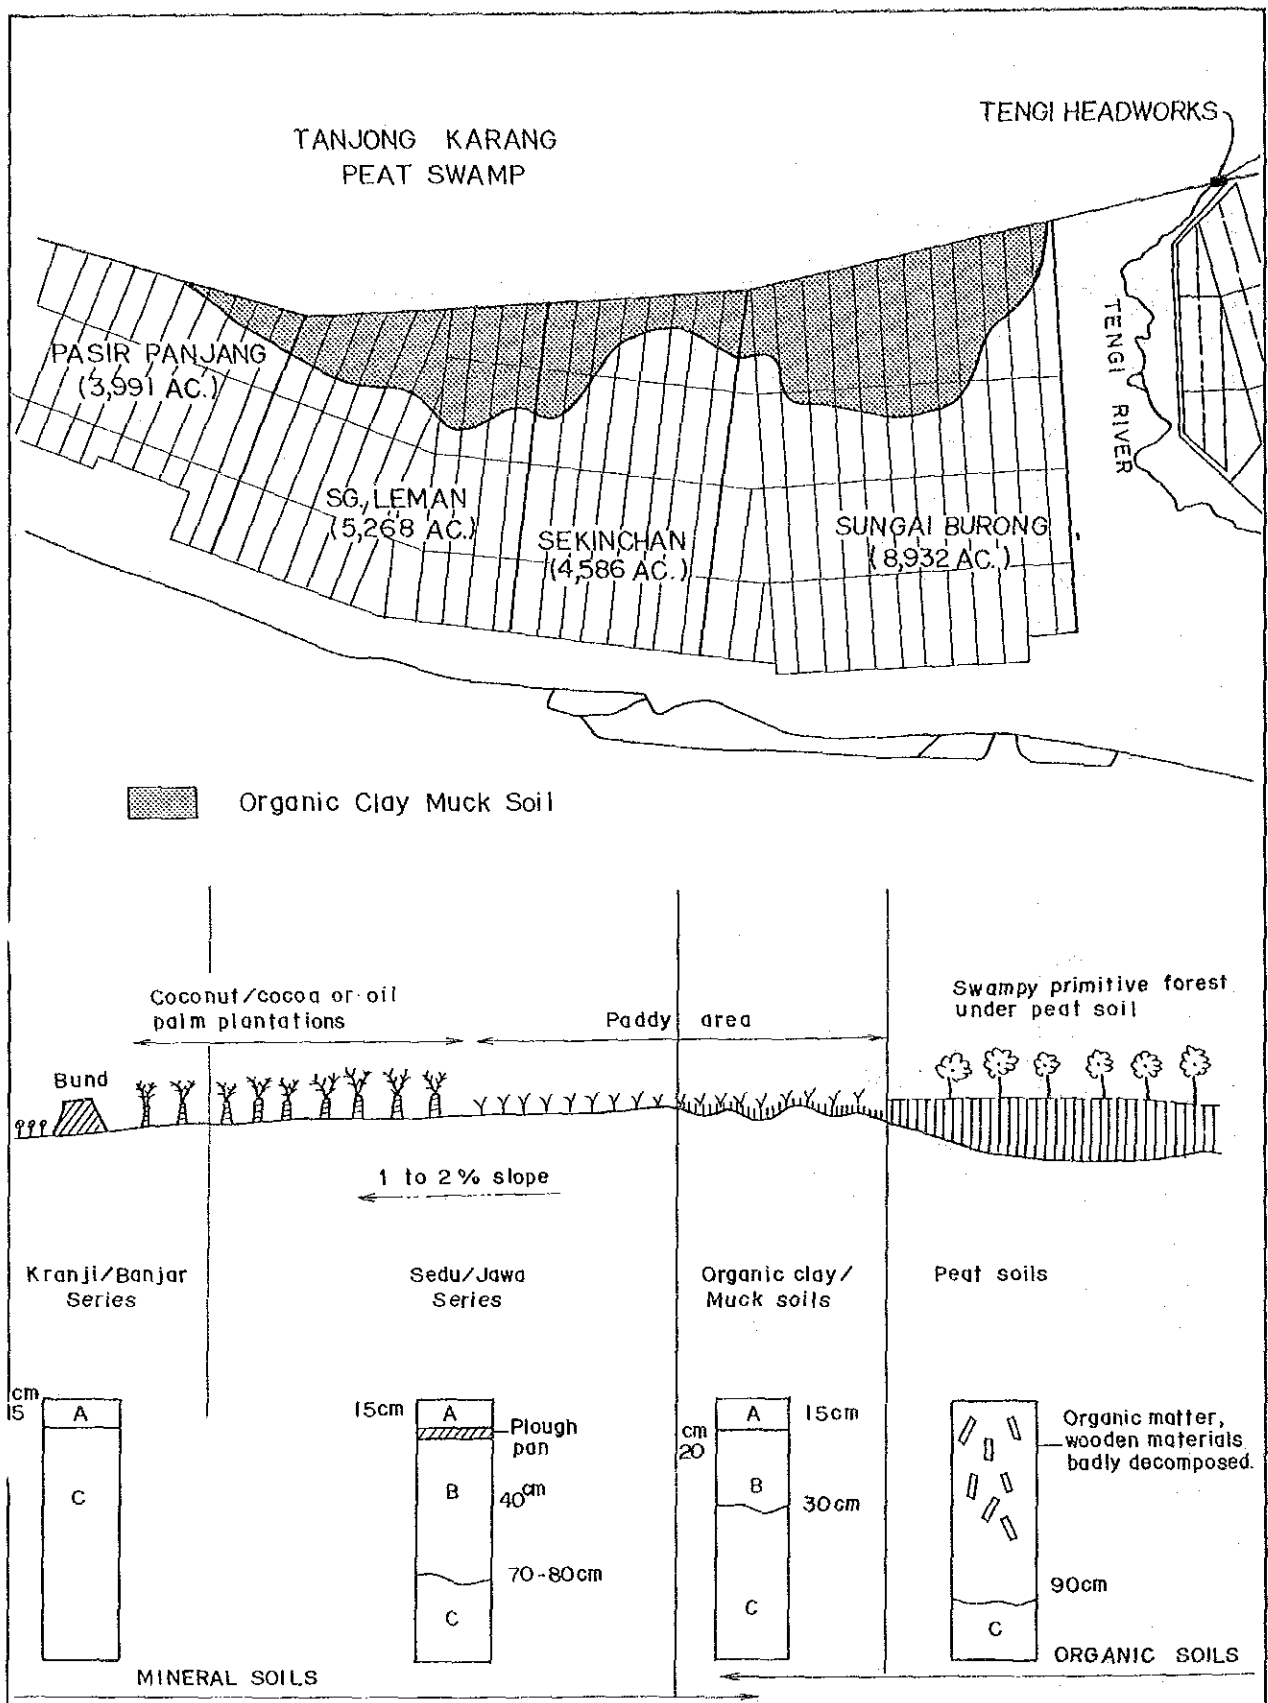 TENGI HEADWORKS
TANJONG KARANG
PEAT SWAMP
TENGI RIVER
PASIR PANJANG
(3,991 AC.)
SG. LEMAN
(5,268 AC.)
SEKINCHAN
(4,586 AC.)
SUNGAI BURONG
(8,932 AC.)
Organic Clay Muck Soil
Coconut/cocoa or oil
palm plantations
Paddy area
Swampy primitive forest
under peat soil
Bund
1 to 2% slope
Kranji/Banjar
Series
Sedu/Jawa
Series
Organic clay/
Muck soils
Peat soils
cm
15
A
C
15cm
A
Plough
pan
B
40cm
70-80cm
C
A
15cm
cm
20
B
30cm
C
Organic matter,
wooden materials
badly decomposed.
90cm
C
MINERAL SOILS
ORGANIC SOILS